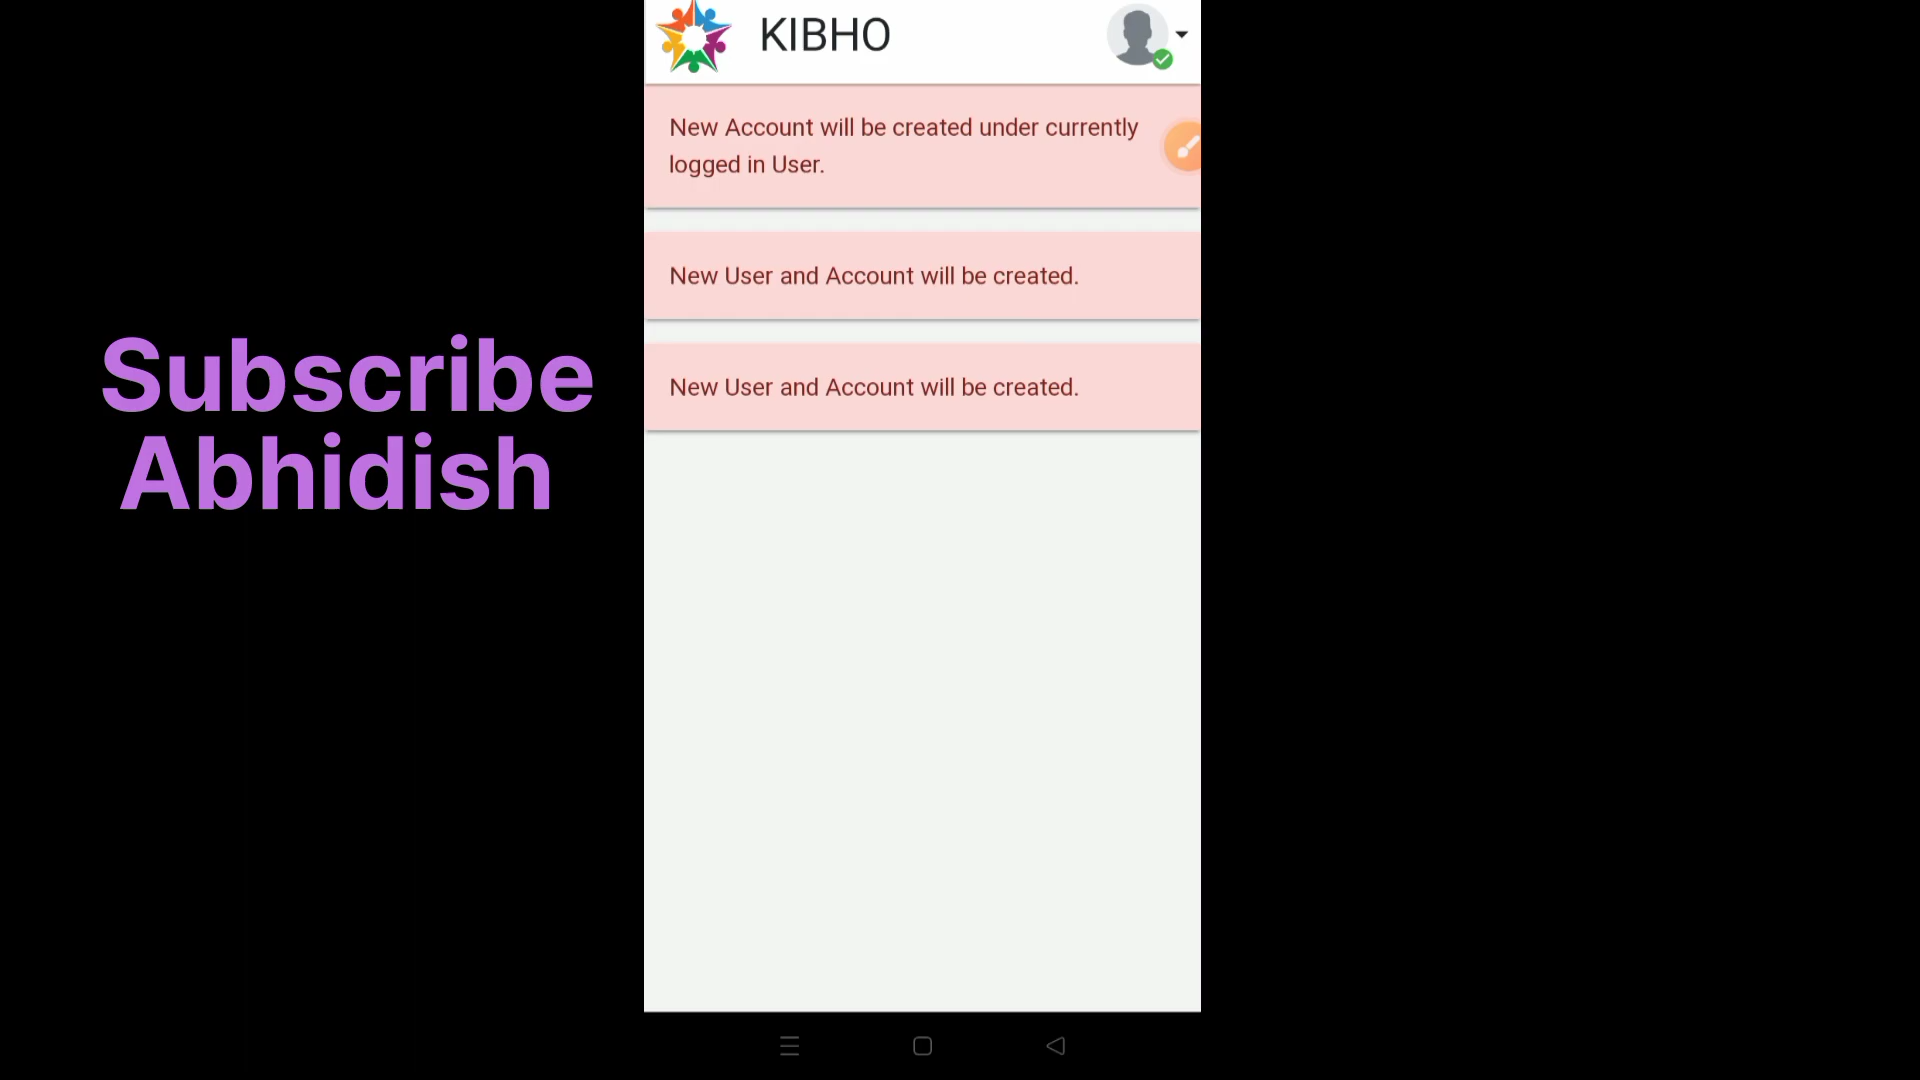 KIBHO
New Account will be created under currently
logged in User.
New User and Account will be created.
New User and Account will be created.
Subscribe
Abhidish